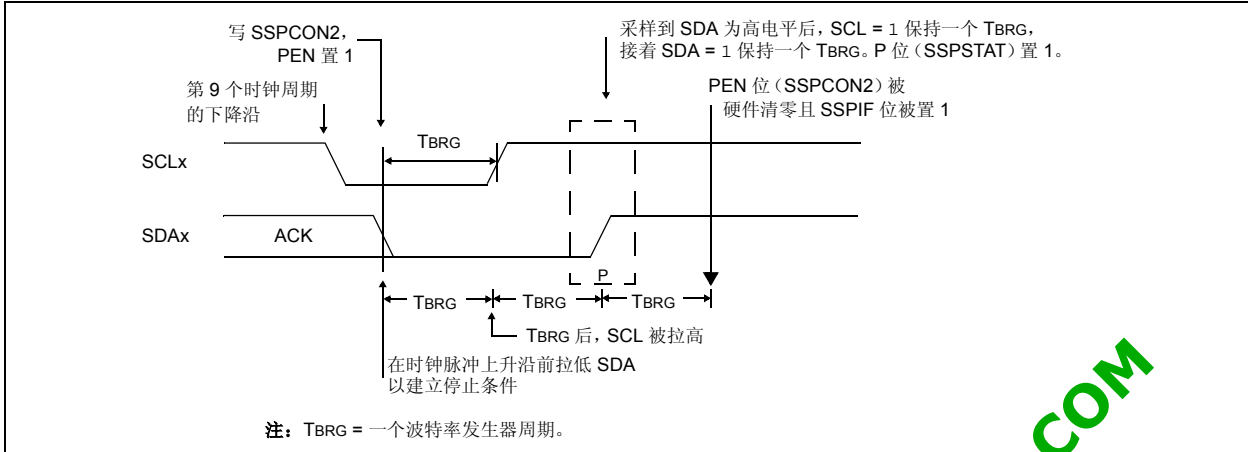 写 SSPCON2，
PEN 置 1
采样到 SDA 为高电平后，SCL = 1 保持一个 TBRG，
接着 SDA = 1 保持一个 TBRG。P 位（SSPSTAT）置 1。
第 9 个时钟周期
的下降沿
PEN 位（SSPCON2）被
硬件清零且 SSPIF 位被置 1
SCLx
TBRG
SDAx
ACK
P
TBRG
TBRG
TBRG
TBRG 后，SCL 被拉高
在时钟脉冲上升沿前拉低 SDA
以建立停止条件
注：TBRG = 一个波特率发生器周期。
COM